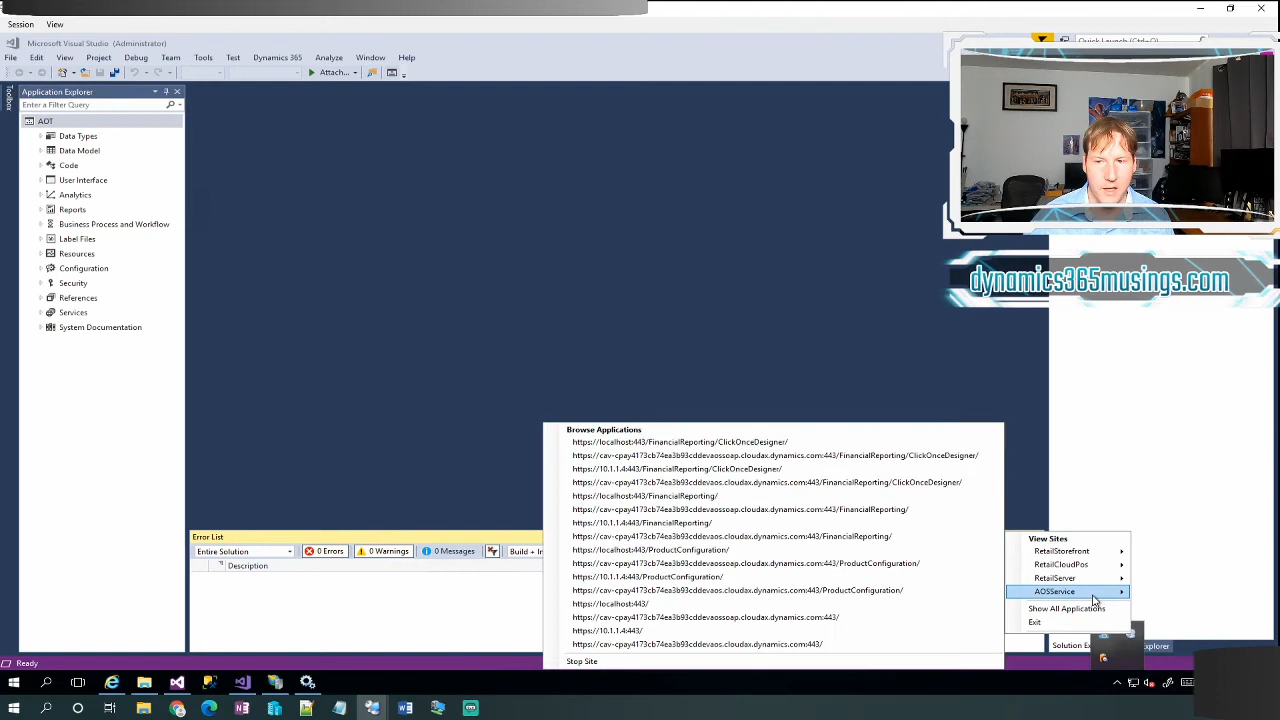 Session View
Microsoft Visual Studio (Administrator)
Quick Launch (Ctrl+Q)
File Edit View Project Debug Team Tools Test Dynamics 365 Analyze Window Help
Attach...
Toolbox
Application Explorer
Enter a Filter Query
AOT
Data Types
Data Model
Code
User Interface
Analytics
Reports
Business Process and Workflow
Label Files
Resources
Configuration
Security
References
Services
System Documentation
dynamics365musings.com
Browse Applications
https://localhost:443/FinancialReporting/ClickOnceDesigner/
https://cav-cpay4173cb74ea3b93cddevaossoap.cloudax.dynamics.com:443/FinancialReporting/ClickOnceDesigner/
https://10.1.1.4:443/FinancialReporting/ClickOnceDesigner/
https://cav-cpay4173cb74ea3b93cddevaos.cloudax.dynamics.com:443/FinancialReporting/ClickOnceDesigner/
https://localhost:443/FinancialReporting/
https://cav-cpay4173cb74ea3b93cddevaossoap.cloudax.dynamics.com:443/FinancialReporting/
https://10.1.1.4:443/FinancialReporting/
https://cav-cpay4173cb74ea3b93cddevaos.cloudax.dynamics.com:443/FinancialReporting/
https://localhost:443/ProductConfiguration/
https://cav-cpay4173cb74ea3b93cddevaossoap.cloudax.dynamics.com:443/ProductConfiguration/
https://10.1.1.4:443/ProductConfiguration/
https://cav-cpay4173cb74ea3b93cddevaos.cloudax.dynamics.com:443/ProductConfiguration/
https://localhost:443/
https://cav-cpay4173cb74ea3b93cddevaossoap.cloudax.dynamics.com:443/
https://10.1.1.4:443/
https://cav-cpay4173cb74ea3b93cddevaos.cloudax.dynamics.com:443/
Stop Site
View Sites
RetailStorefront
RetailCloudPos
RetailServer
AOSService
Show All Applications
Exit
Error List
Entire Solution 0 Errors 0 Warnings 0 Messages Build + In
Description
Solution Ex
plorer
Ready